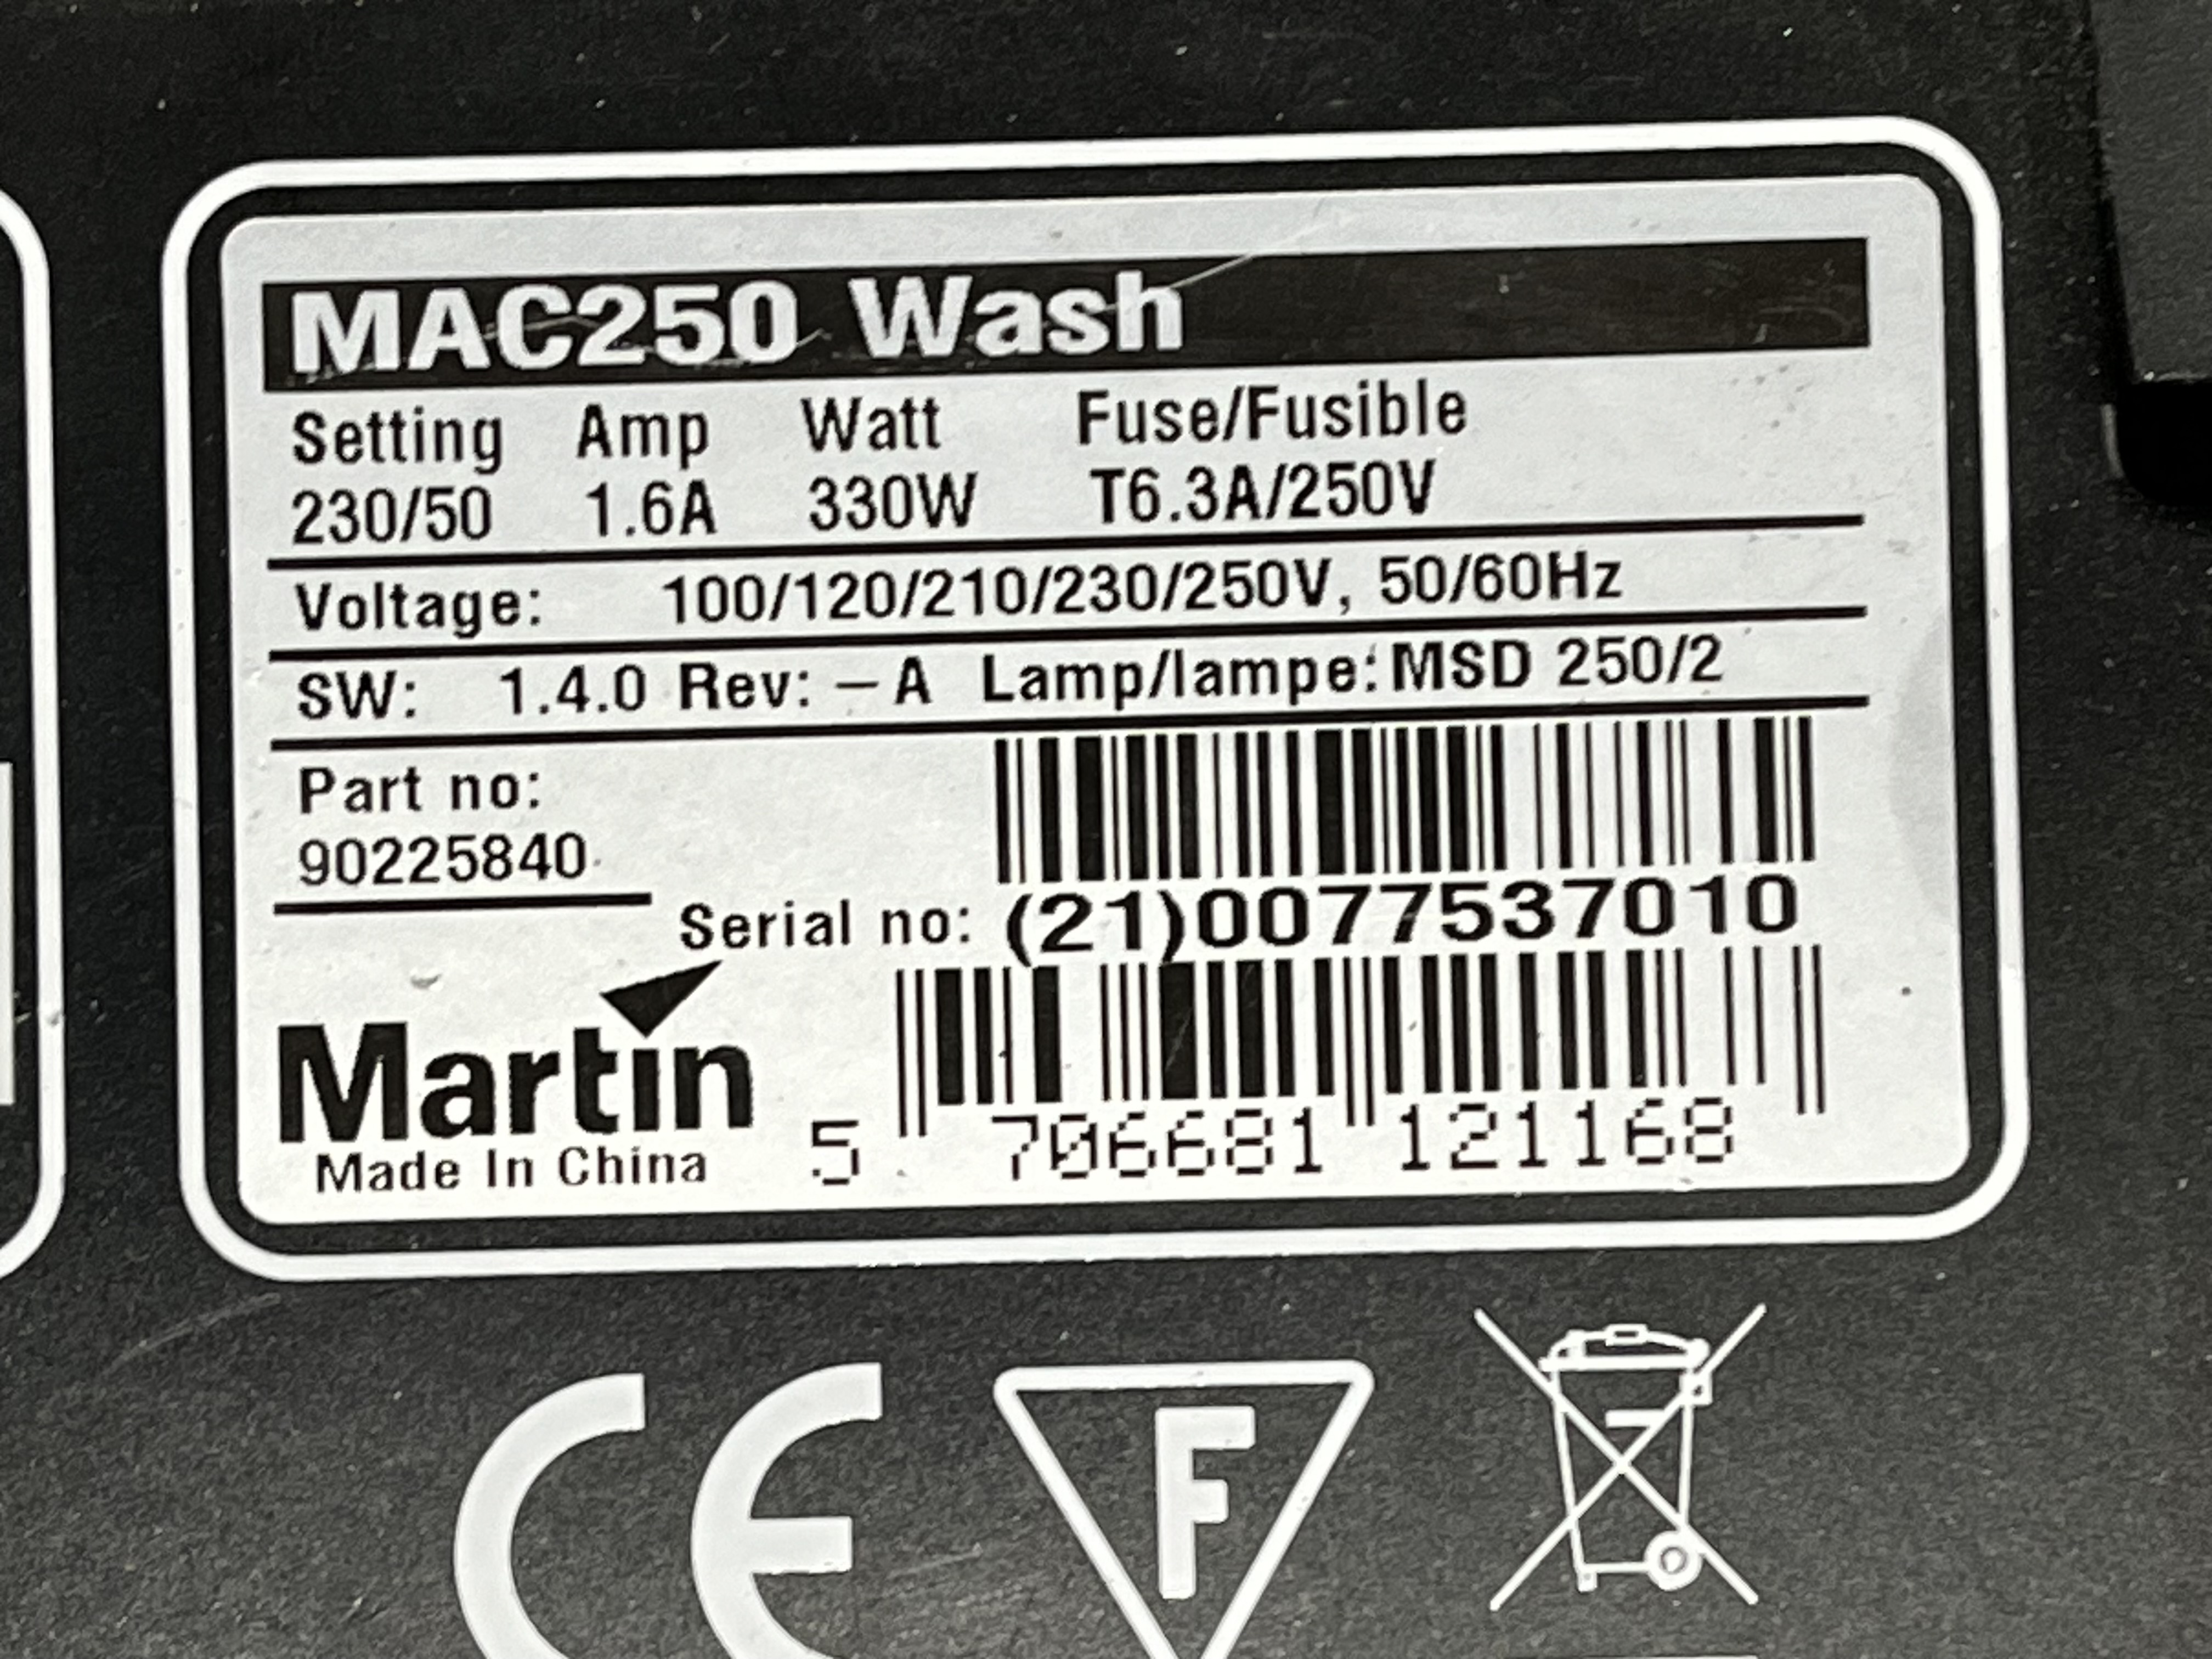 MAC250 Wash
Setting Amp Watt Fuse/Fusible
230/50 1.6A 330W T6.3A/250V
Voltage: 100/120/210/230/250V, 50/60Hz
SW: 1.4.0 Rev: – A Lamp/lampe: MSD 250/2
Part no:
90225840
Serial no: (21)0077537010
Martin
Made In China
5 706681 121168
CE
F